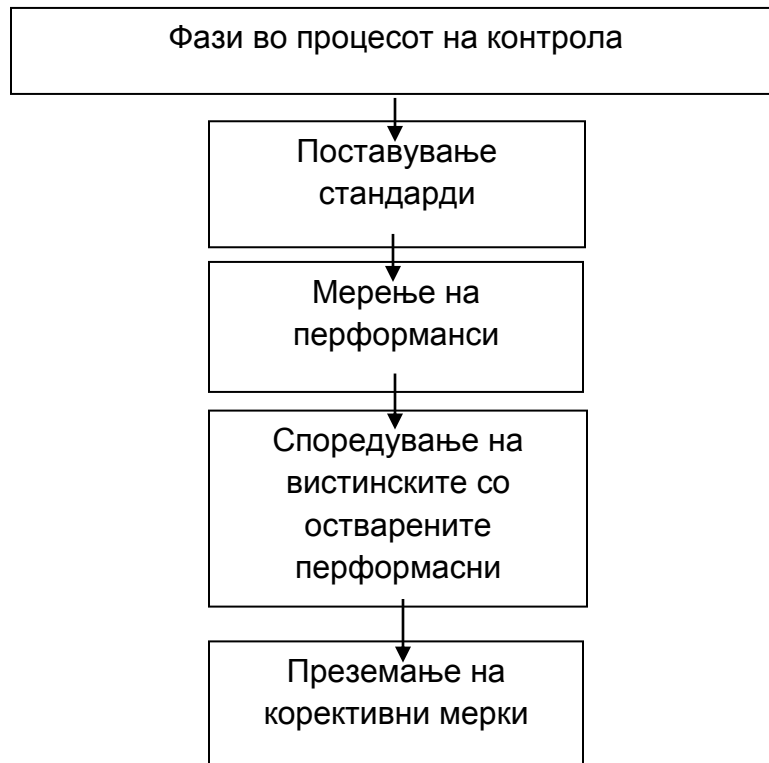 Фази во процесот на контрола
Поставување
стандарди
Мерење на
перформанси
Споредување на
вистинските со
остварените
перформасни
Преземање на
корективни мерки